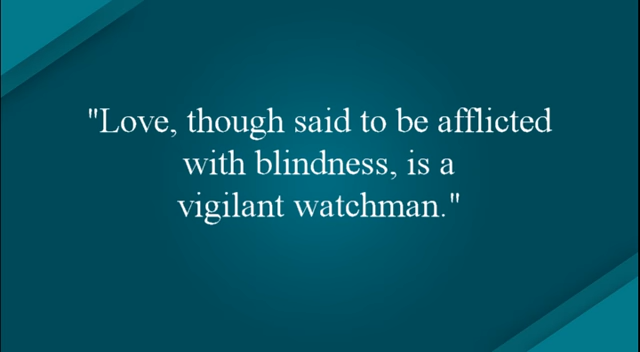 "Love, though said to be afflicted
with blindness, is a
vigilant watchman."